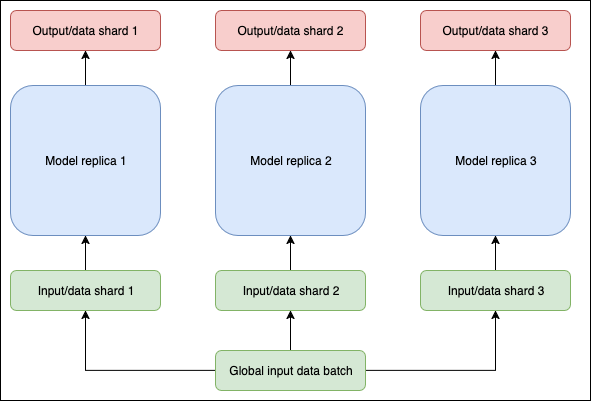 Output/data shard 1
Output/data shard 2
Output/data shard 3
Model replica 1
Model replica 2
Model replica 3
Input/data shard 1
Input/data shard 2
Input/data shard 3
Global input data batch